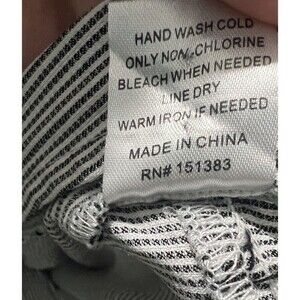 HAND WASH COLD
ONLY NON-CHLORINE
BLEACH WHEN NEEDED
LINE DRY
WARM IRON IF NEEDED
MADE IN CHINA
RN# 151383